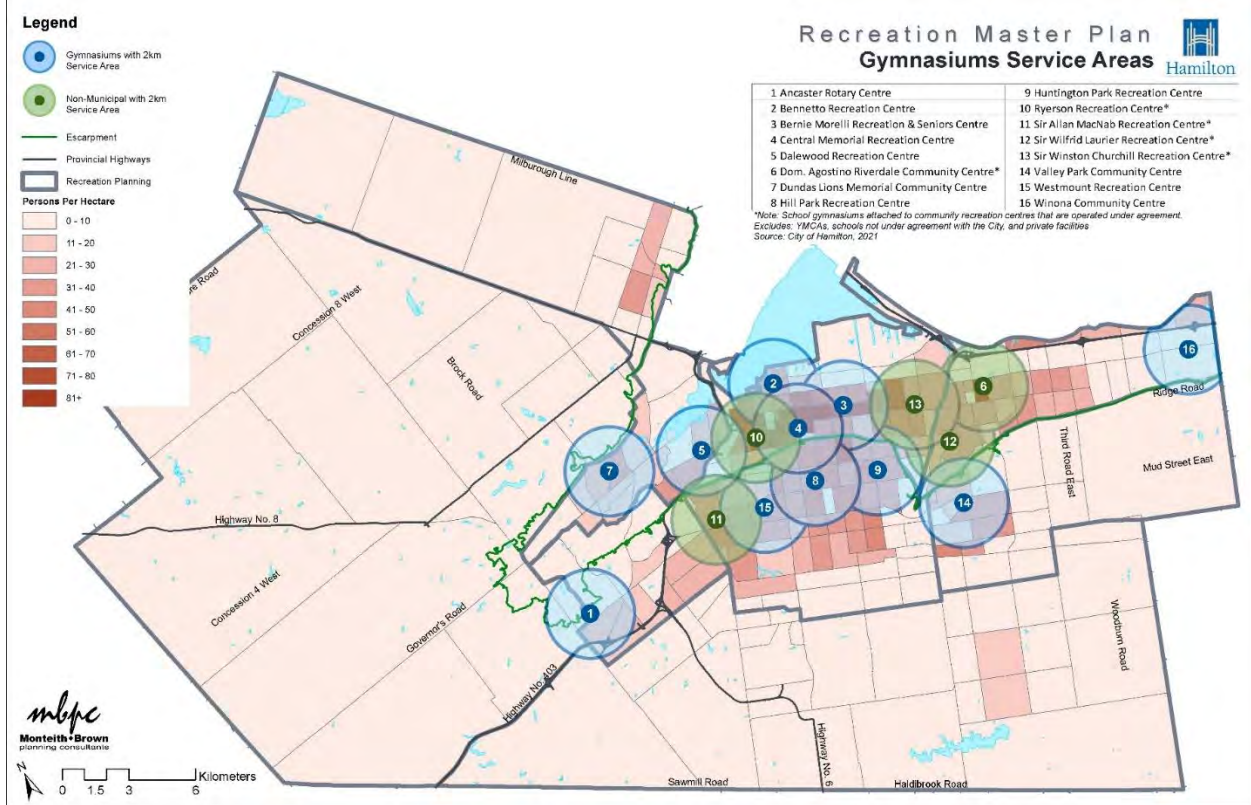 Legend
Gymnasiums with 2km
Service Area
Non-Municipal with 2km
Service Area
Escarpment
Provincial Highways
Recreation Planning
Persons Per Hectare
0 - 10
11 - 20
21 - 30
31 - 40
41 - 50
51 - 60
61 - 70
71 - 80
81+
Recreation Master Plan
Gymnasiums Service Areas
Hamilton
1 Ancaster Rotary Centre
2 Bennetto Recreation Centre
3 Bernie Morelli Recreation & Seniors Centre
4 Central Memorial Recreation Centre
5 Dalewood Recreation Centre
6 Dom. Agostino Riverdale Community Centre*
7 Dundas Lions Memorial Community Centre
8 Hill Park Recreation Centre
9 Huntington Park Recreation Centre
10 Ryerson Recreation Centre*
11 Sir Allan MacNab Recreation Centre*
12 Sir Wilfrid Laurier Recreation Centre*
13 Sir Winston Churchill Recreation Centre*
14 Valley Park Community Centre
15 Westmount Recreation Centre
16 Winona Community Centre
*Note: School gymnasiums attached to community recreation centres that are operated under agreement.
Excludes: YMCAs, schools not under agreement with the City, and private facilities
Source: City of Hamilton, 2021
Milburough Line
Road
Concession 8 West
Brock Road
Highway No. 8
Concession 4 West
Governor's Road
Highway No. 403
Highway No. 6
Sawmill Road
Haldibrook Road
Woodburn Road
Third Road East
Mud Street East
Ridge Road
16
2
3
13
6
4
10
12
5
7
9
8
14
15
11
1
mbpc
Monteith•Brown
planning consultants
N
0 1.5 3 6
Kilometers